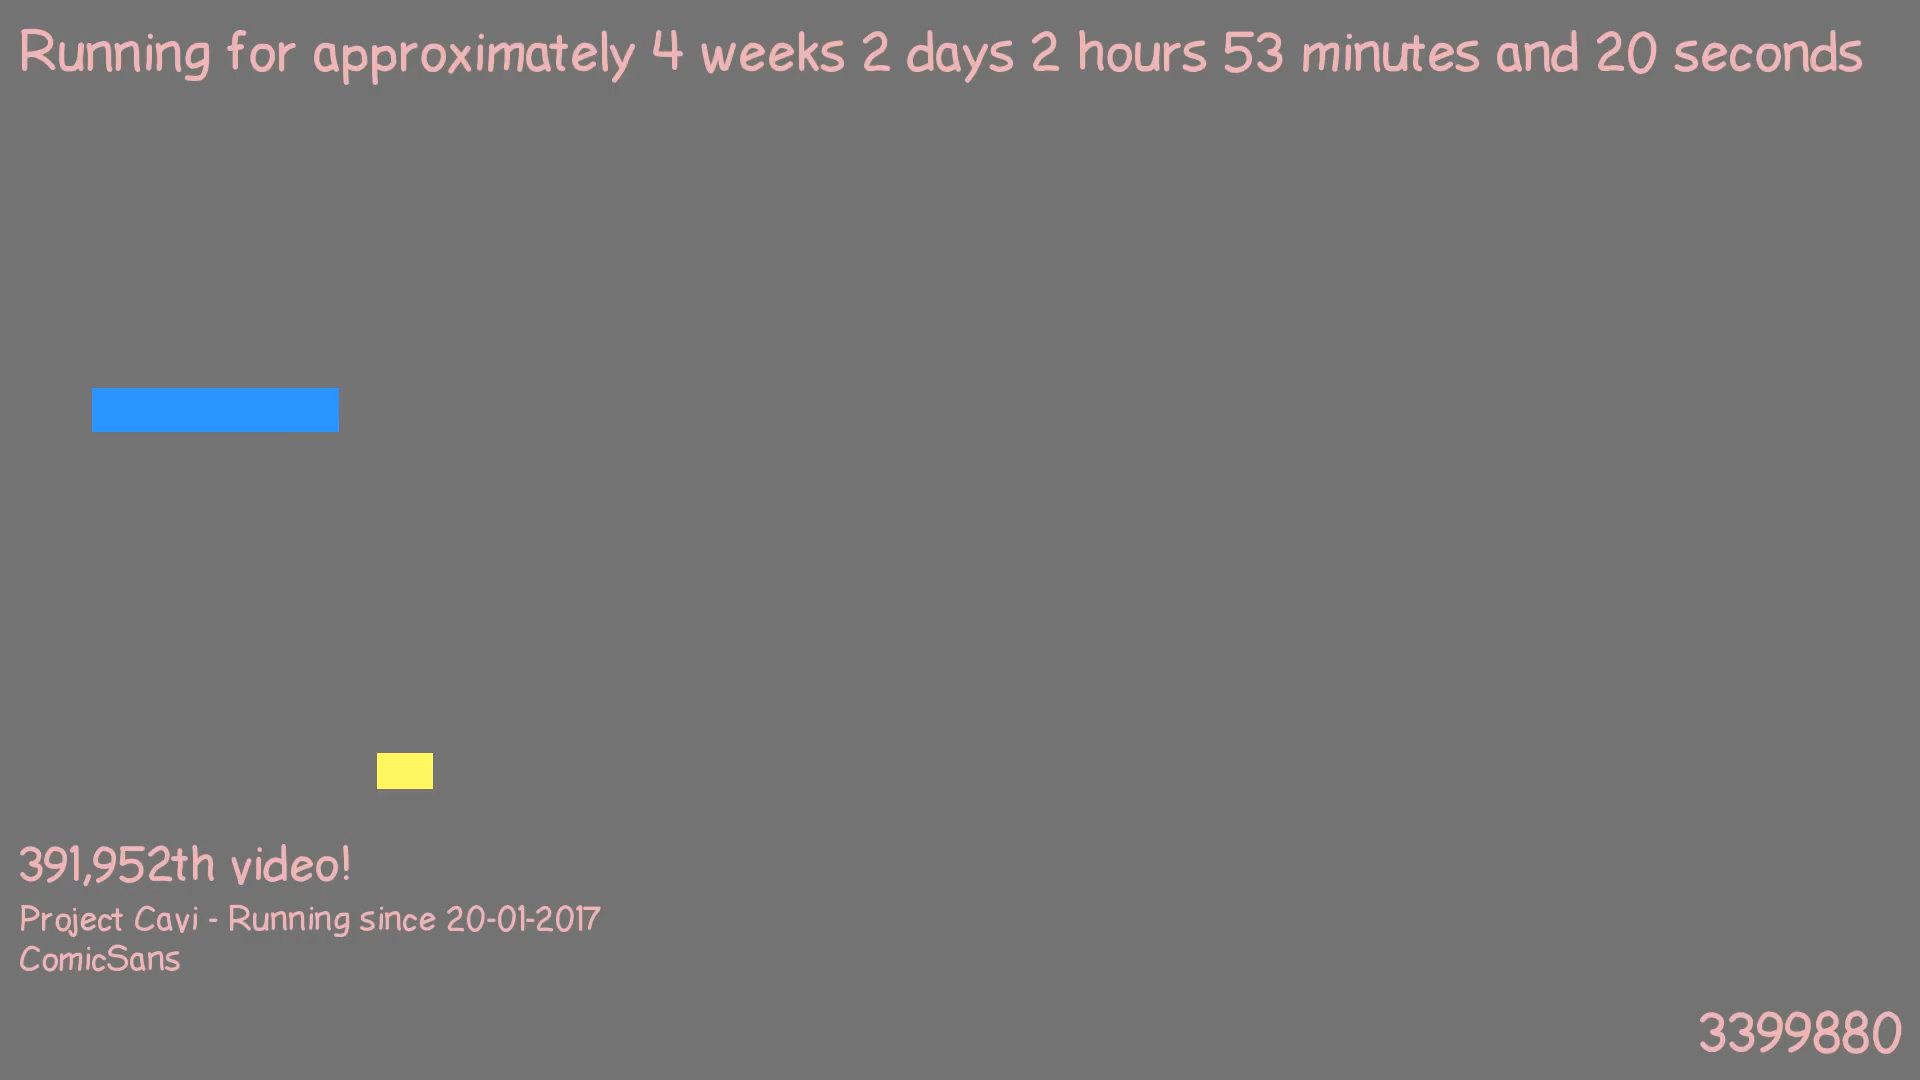 Running for approximately 4 weeks 2 days 2 hours 53 minutes and 20 seconds
391,952th video!
Project Cavi - Running since 20-01-2017
ComicSans
3399880